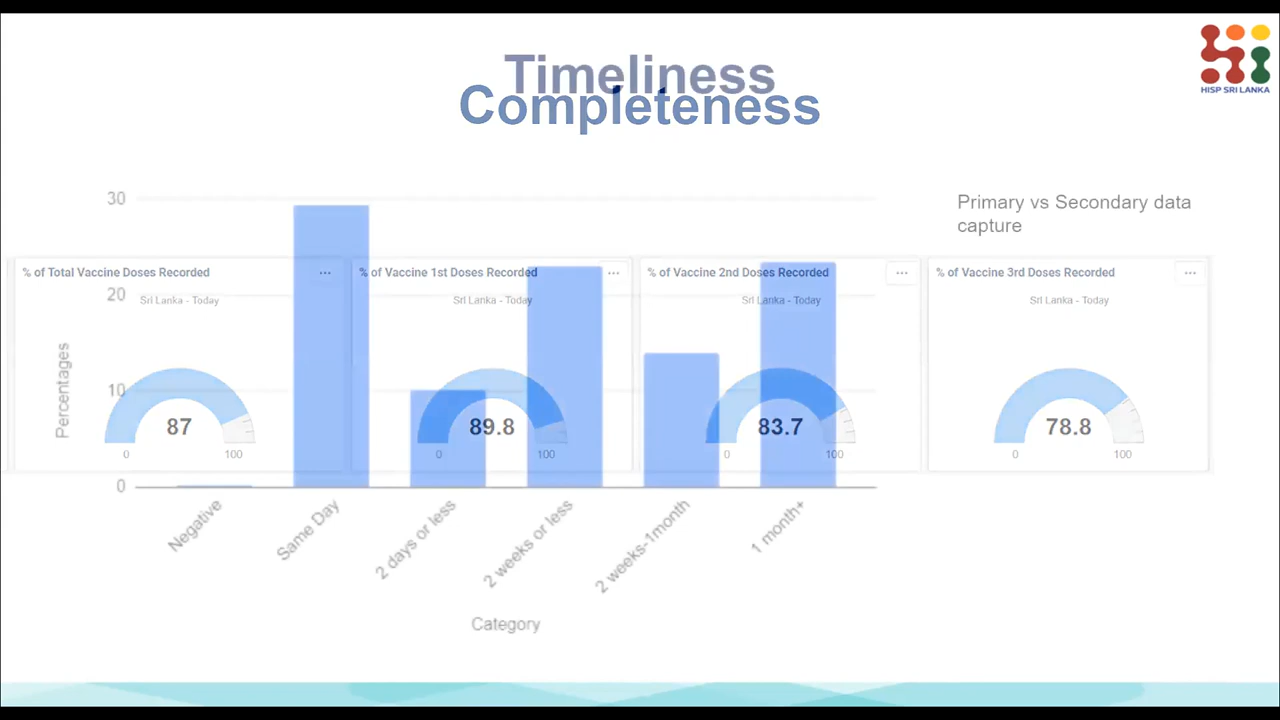 Timeliness
Completeness
HISP SRI LANKA
Primary vs Secondary data
capture
30
20
10
0
Percentages
% of Total Vaccine Doses Recorded
Sri Lanka - Today
87
0
100
% of Vaccine 1st Doses Recorded
Sri Lanka - Today
89.8
0
100
% of Vaccine 2nd Doses Recorded
Sri Lanka - Today
83.7
0
100
% of Vaccine 3rd Doses Recorded
Sri Lanka - Today
78.8
0
100
Negative
Same Day
2 days or less
2 weeks or less
2 weeks-1month
1 month+
Category